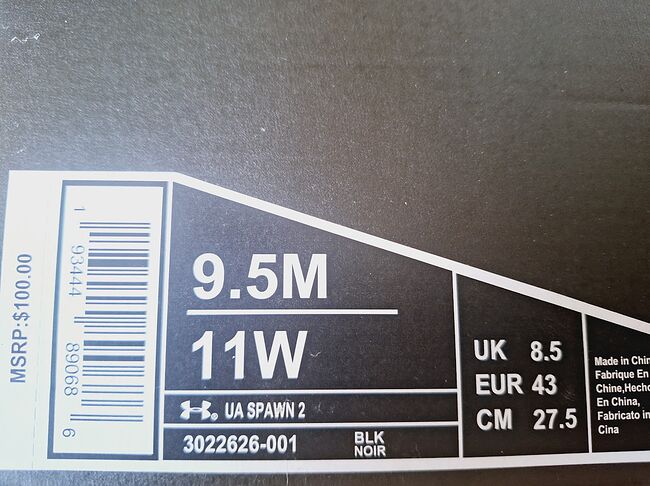 MSRP:$100.00
1 93444 89068 6
9.5M
11W
UA SPAWN 2
3022626-001
BLK
NOIR
UK 8.5
EUR 43
CM 27.5
Made in
Fabrique En
Chine,Hecho
En China,
Fabricato in
Cina